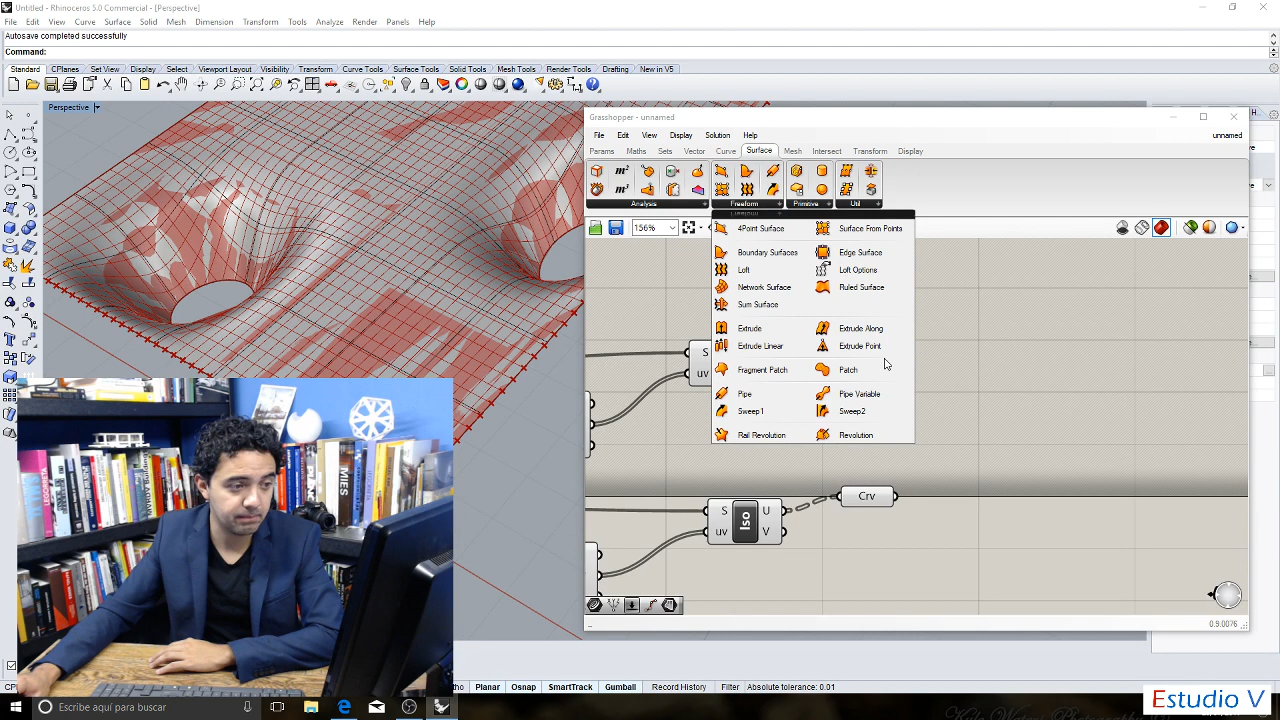 Untitled - Rhinoceros 5.0 Commercial - [Perspective]
File Edit View Curve Surface Solid Mesh Dimension Transform Tools Analyze Render Panels Help
Autosave completed successfully
Command:
Standard CPlanes Set View Display Select Viewport Layout Visibility Transform Curve Tools Surface Tools Solid Tools Mesh Tools Render Tools Drafting New in V5
Perspective
Grasshopper - unnamed
File Edit View Display Solution Help unnamed
Params Maths Sets Vector Curve Surface Mesh Intersect Transform Display
m²
m³
Analysis Freeform Primitive Util
156%
4Point Surface Surface From Points
Boundary Surfaces Edge Surface
Loft Loft Options
Network Surface Ruled Surface
Sum Surface
Extrude Extrude Along
Extrude Linear Extrude Point
Fragment Patch Patch
Pipe Pipe Variable
Sweep1 Sweep2
Rail Revolution Revolution
S
uv
S Iso U
uv V
Crv
0.9.0076
MIES
Planar Osnap SmartTrack Gumball Record History Filter Absolute tolerance: 0.01
Escribe aquí para buscar
Estudio V